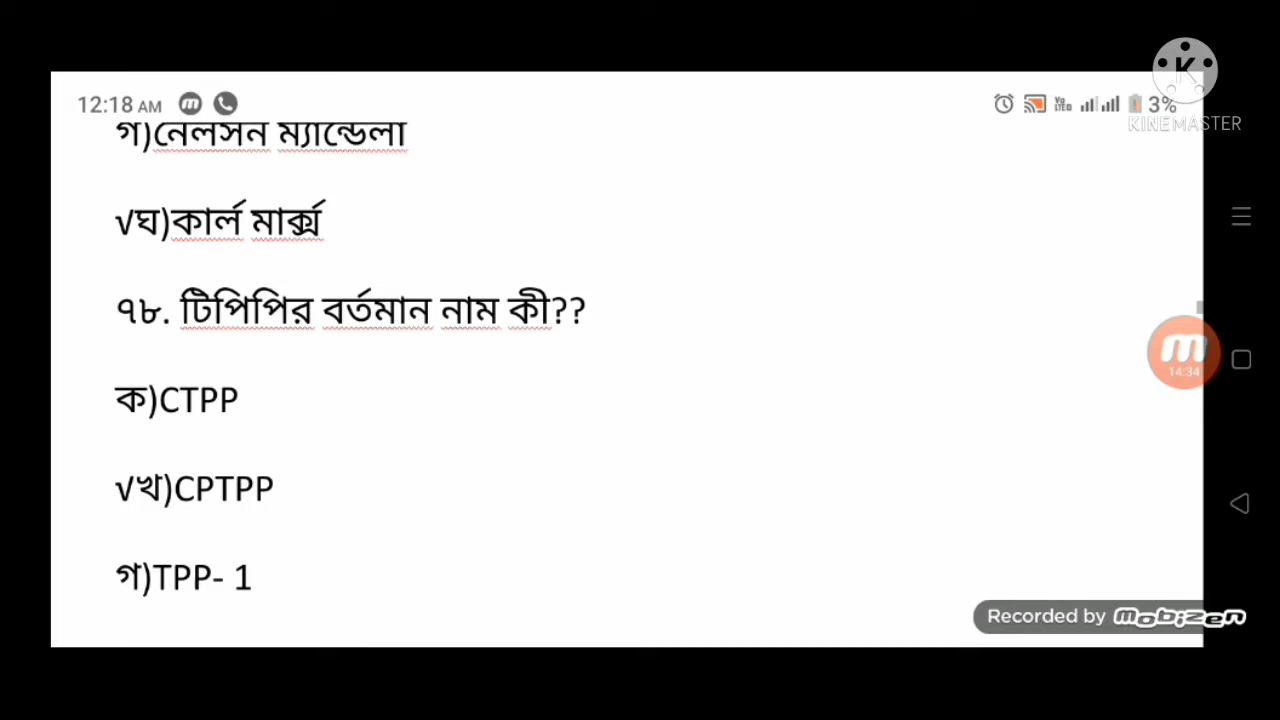 12:18 AM
3%
KINEMASTER
গ)নেলসন ম্যান্ডেলা
√ঘ)কার্ল মার্ক্স
৭৮. টিপিপির বর্তমান নাম কী??
ক)CTPP
√খ)CPTPP
গ)TPP- 1
14:34
Recorded by Mobizen